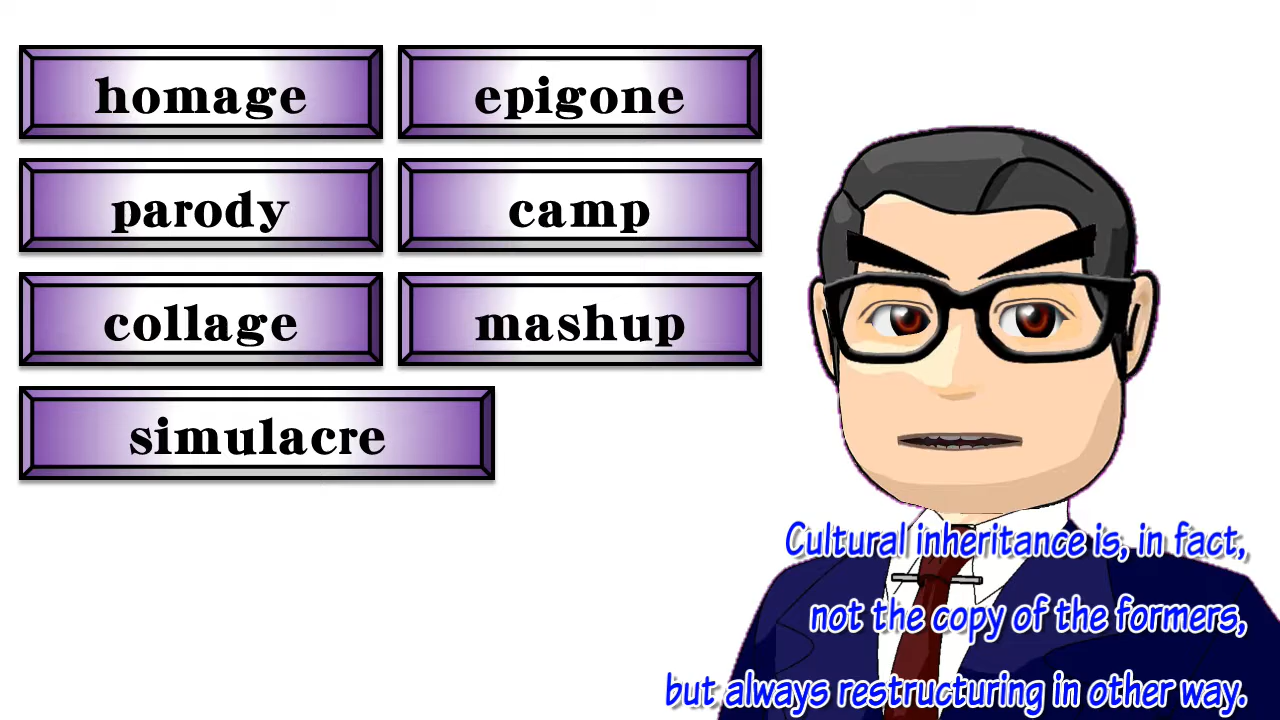 homage
epigone
parody
camp
collage
mashup
simulacre
Cultural inheritance is, in fact,
not the copy of the formers,
but always restructuring in other way.